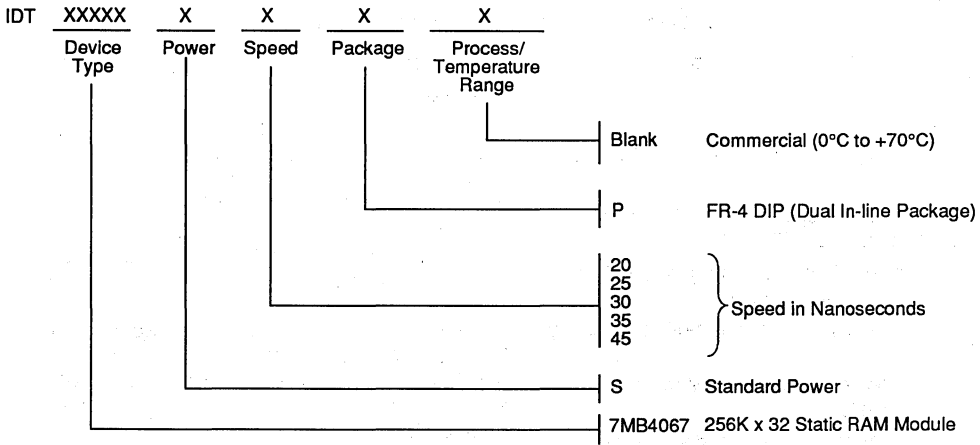 IDT XXXXX X X X X
Device Type Power Speed Package Process/ Temperature Range
Blank Commercial (0°C to +70°C)
P FR-4 DIP (Dual In-line Package)
20
25
30
35
45
Speed in Nanoseconds
S Standard Power
7MB4067 256K x 32 Static RAM Module